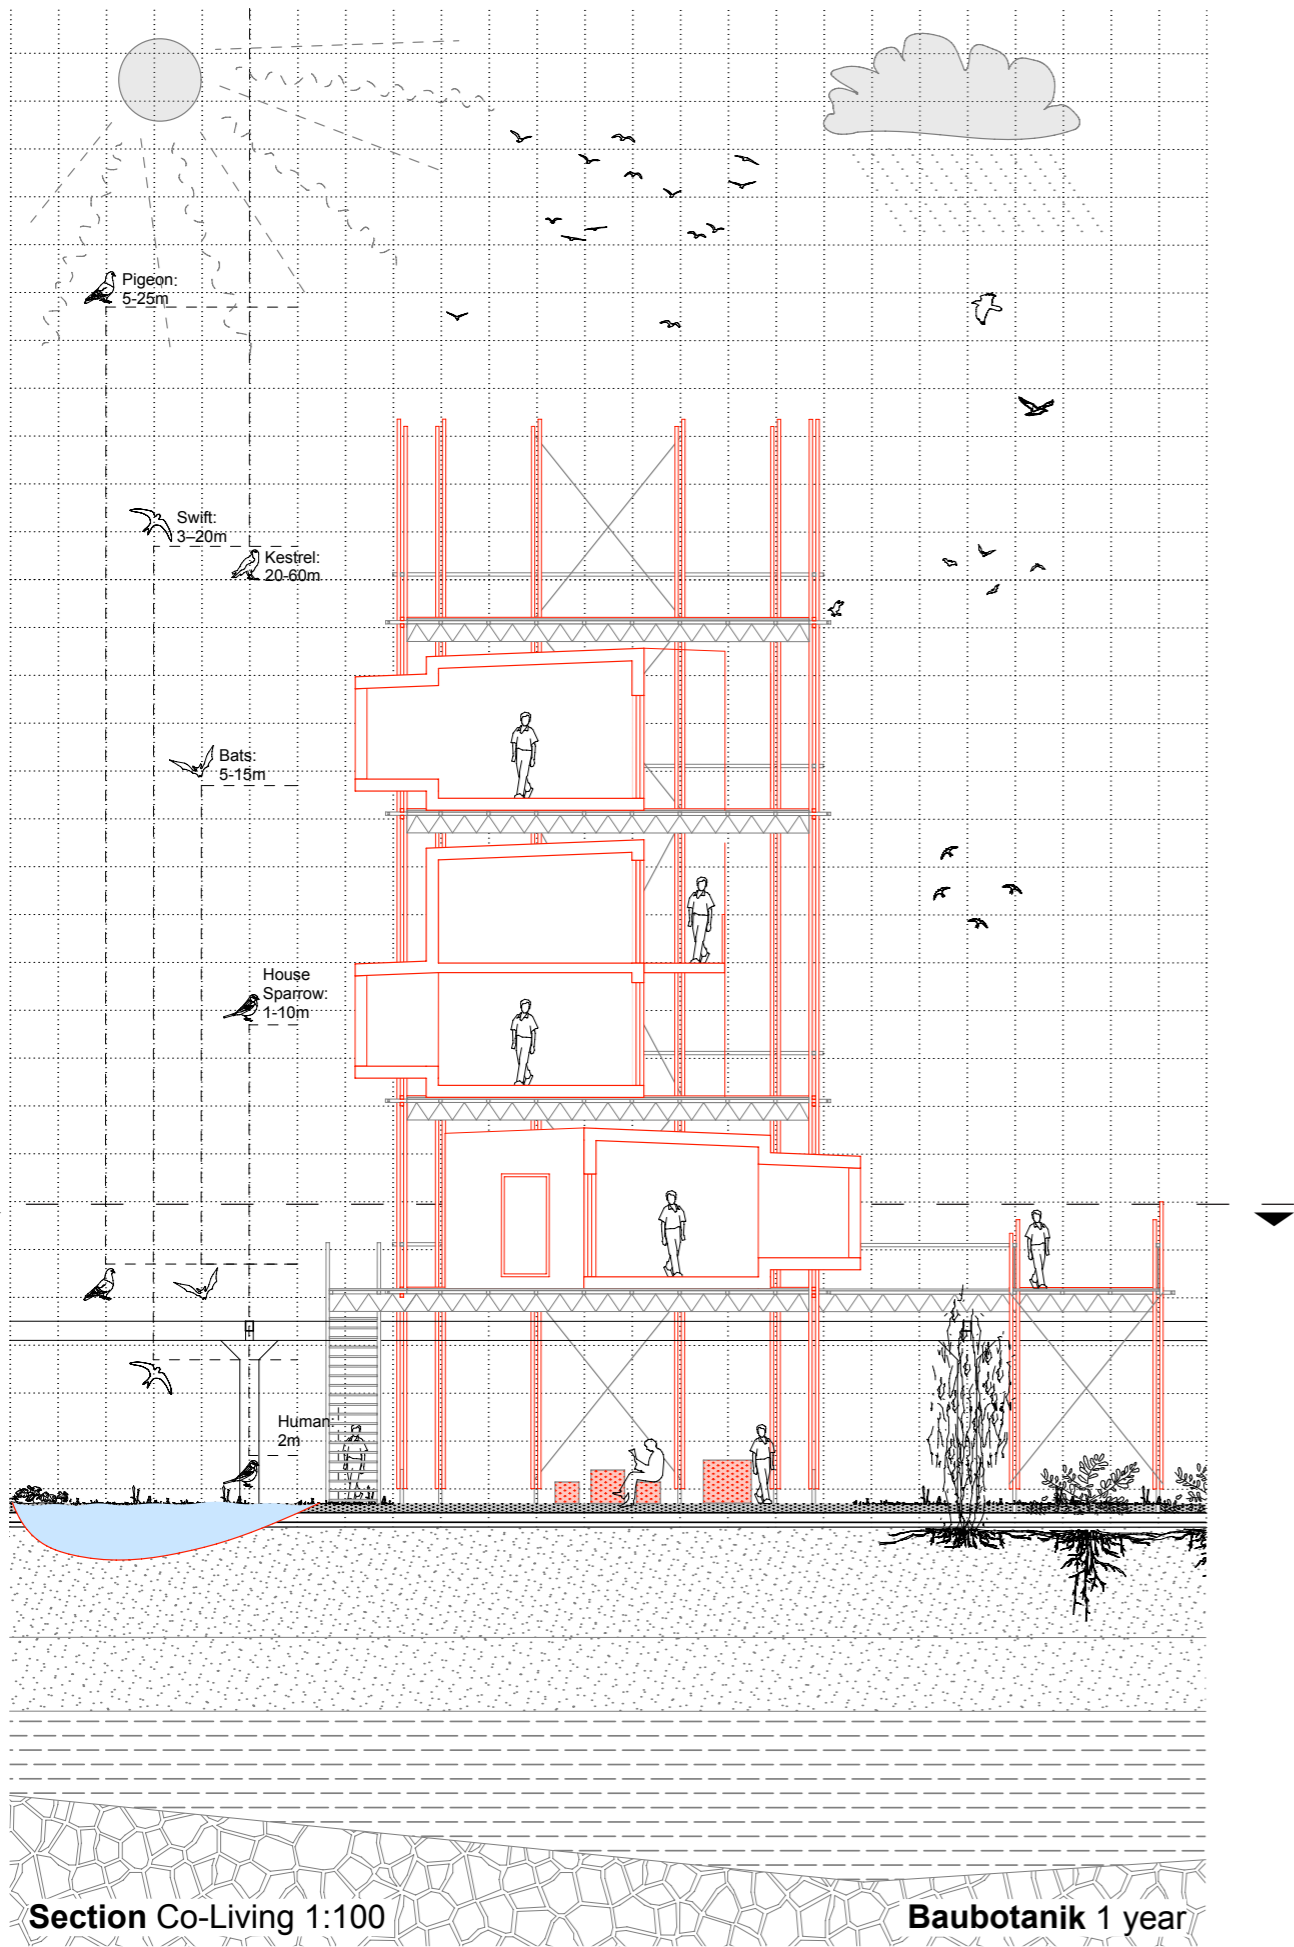 Pigeon:
5-25m
Swift:
3–20m
Kestrel:
20-60m
Bats:
5-15m
House
Sparrow:
1-10m
Human:
2m
Section Co-Living 1:100
Baubotanik 1 year